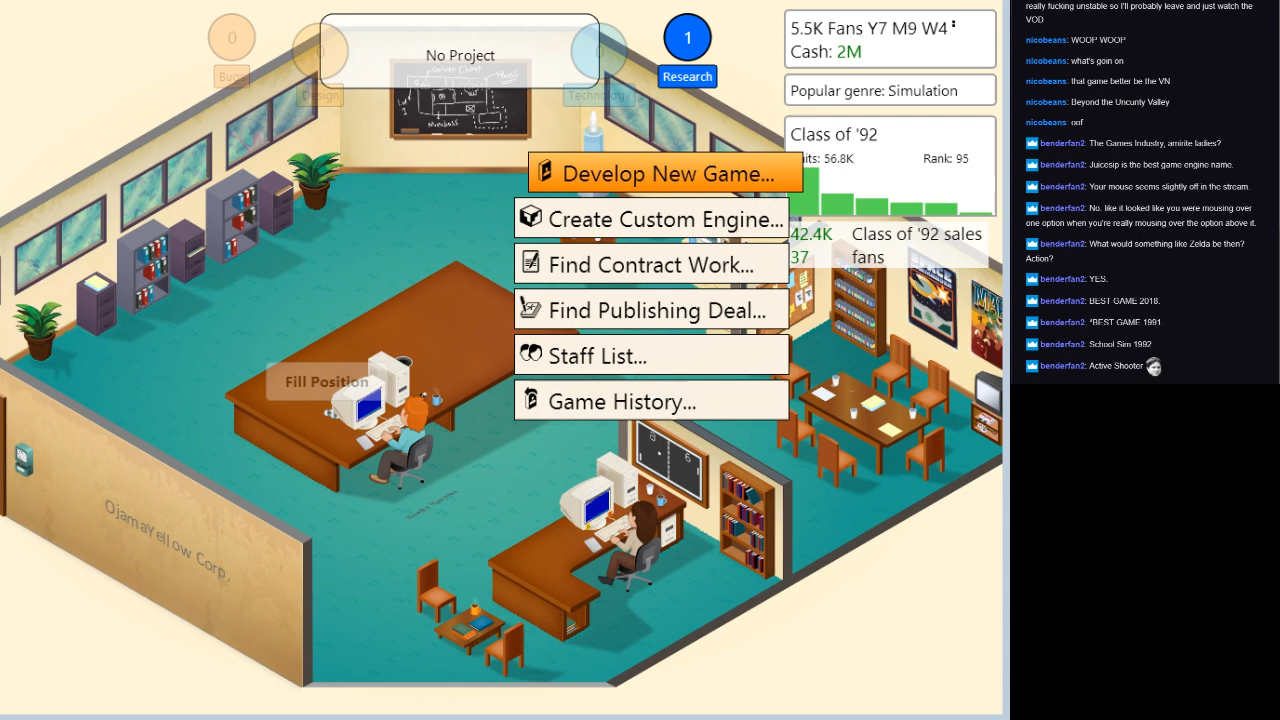 0
Bugs
0
Design
No Project
0
Technology
1
Research
5.5K Fans Y7 M9 W4
Cash: 2M
Popular genre: Simulation
Class of '92
its: 56.8K
Rank: 95
42.4K Class of '92 sales
37 fans
Develop New Game...
Create Custom Engine...
Find Contract Work...
Find Publishing Deal...
Staff List...
Game History...
Fill Position
OjamaYellow Corp.
really fucking unstable so I'll probably leave and just watch the
VOD
nicobeans: WOOP WOOP
nicobeans: what's goin on
nicobeans: that game better be the VN
nicobeans: Beyond the Uncunty Valley
nicobeans: oof
benderfan2: The Games Industry, amirite ladies?
benderfan2: Juicesip is the best game engine name.
benderfan2: Your mouse seems slightly off in the stream.
benderfan2: No. like it looked like you were mousing over
one option when you're really mousing over the option above it.
benderfan2: What would something like Zelda be then?
Action?
benderfan2: YES.
benderfan2: BEST GAME 2018.
benderfan2: *BEST GAME 1991
benderfan2: School Sim 1992
benderfan2: Active Shooter